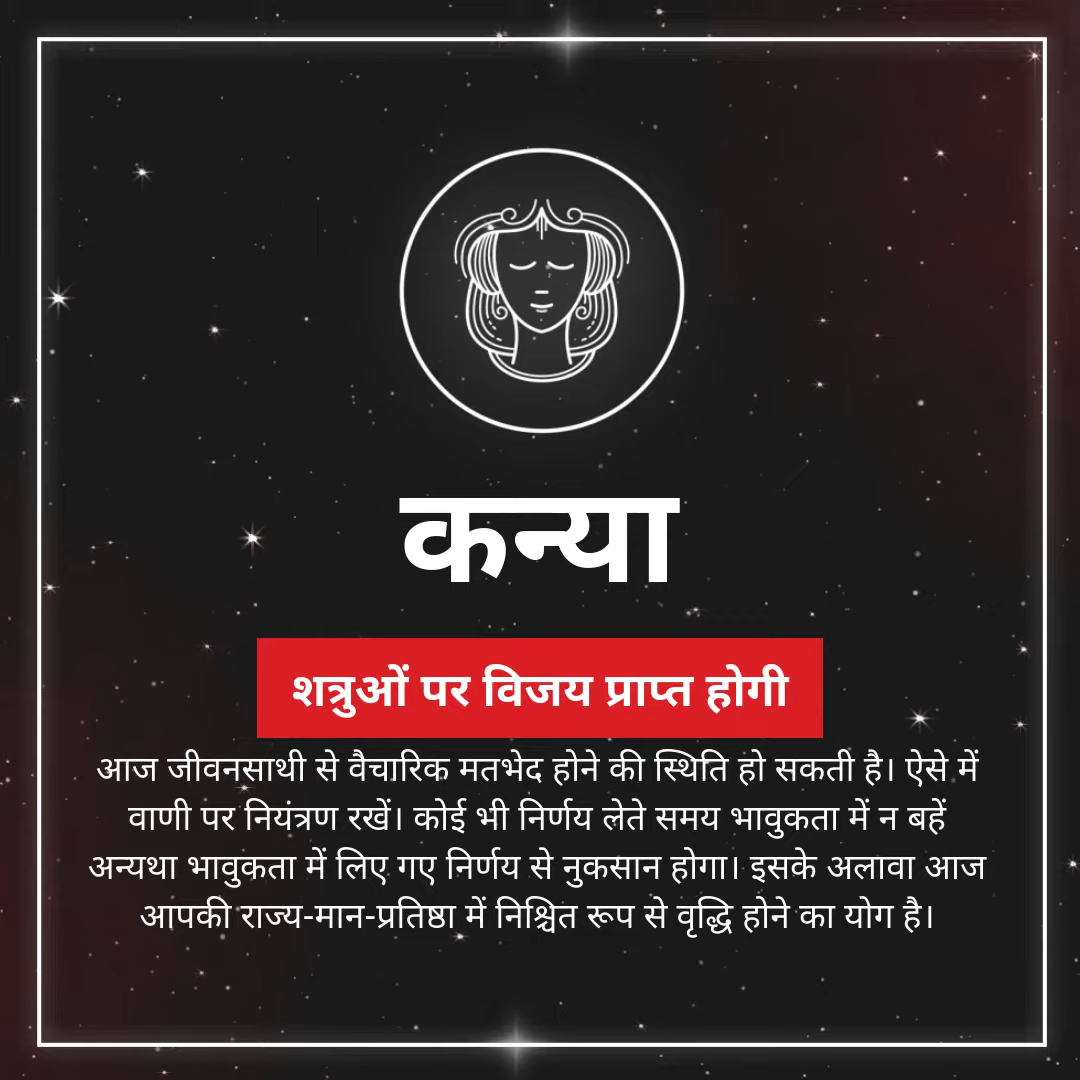 कन्या
शत्रुओं पर विजय प्राप्त होगी
आज जीवनसाथी से वैचारिक मतभेद होने की स्थिति हो सकती है। ऐसे में
वाणी पर नियंत्रण रखें। कोई भी निर्णय लेते समय भावुकता में न बहें
अन्यथा भावुकता में लिए गए निर्णय से नुकसान होगा। इसके अलावा आज
आपकी राज्य-मान-प्रतिष्ठा में निश्चित रूप से वृद्धि होने का योग है।